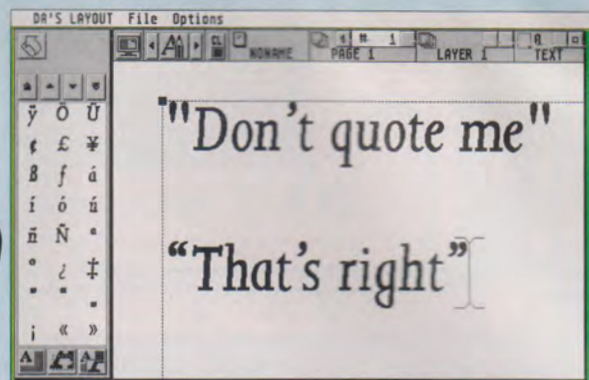 DA'S LAYOUT File Options
NONAME PAGE 1 LAYER 1 TEXT
ÿ Õ Ü
¢ £ ¥
ß ƒ á
í ó ú
ñ Ñ ª
º ¿ ‡
¡ « »
"Don't quote me"
“That's right”